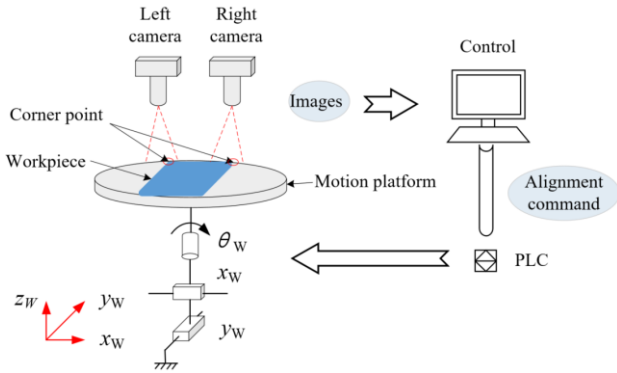 Left
camera
Right
camera
Control
Images
Corner point
Workpiece
Motion platform
Alignment
command
θW
PLC
xW
zW
yW
xW
yW